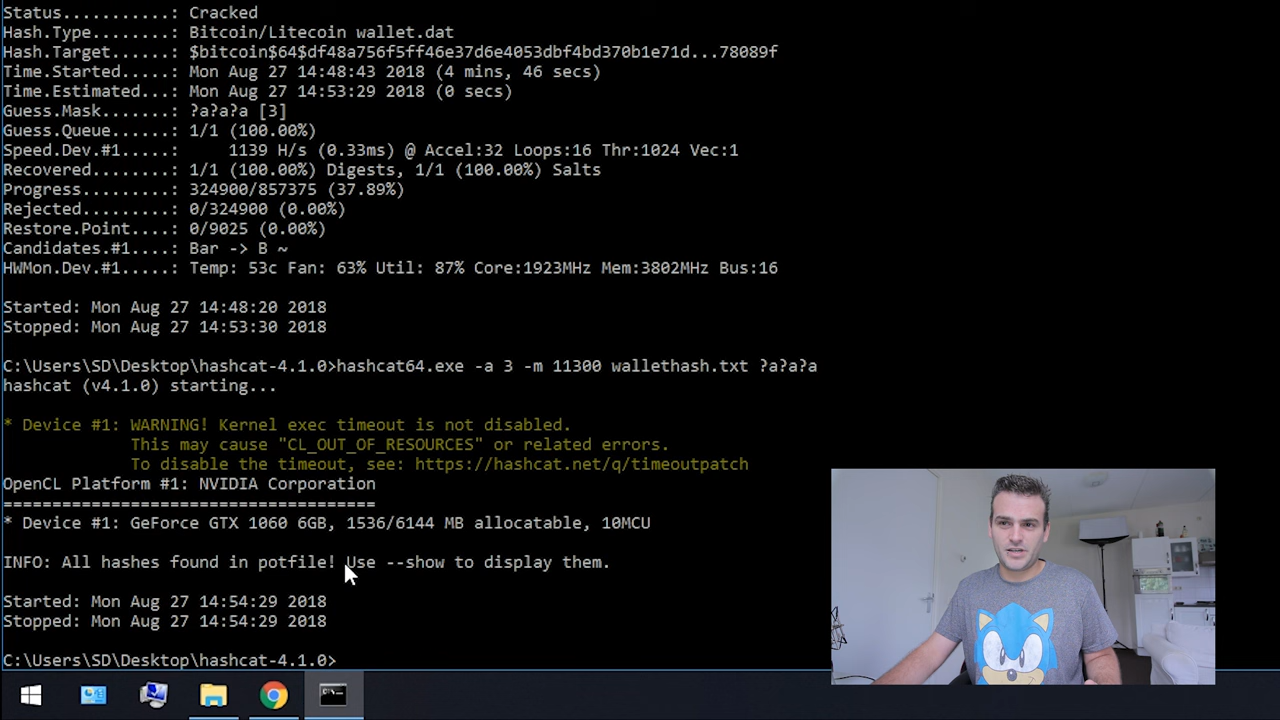 Status...........: Cracked
Hash.Type........: Bitcoin/Litecoin wallet.dat
Hash.Target......: $bitcoin$64$df48a756f5ff46e37d6e4053dbf4bd370b1e71d...78089f
Time.Started.....: Mon Aug 27 14:48:43 2018 (4 mins, 46 secs)
Time.Estimated...: Mon Aug 27 14:53:29 2018 (0 secs)
Guess.Mask.......: ?a?a?a [3]
Guess.Queue......: 1/1 (100.00%)
Speed.Dev.#1.....:     1139 H/s (0.33ms) @ Accel:32 Loops:16 Thr:1024 Vec:1
Recovered........: 1/1 (100.00%) Digests, 1/1 (100.00%) Salts
Progress.........: 324900/857375 (37.89%)
Rejected.........: 0/324900 (0.00%)
Restore.Point....: 0/9025 (0.00%)
Candidates.#1....: Bar -> B ~
HWMon.Dev.#1.....: Temp: 53c Fan: 63% Util: 87% Core:1923MHz Mem:3802MHz Bus:16
Started: Mon Aug 27 14:48:20 2018
Stopped: Mon Aug 27 14:53:30 2018
C:\Users\SD\Desktop\hashcat-4.1.0>hashcat64.exe -a 3 -m 11300 wallethash.txt ?a?a?a
hashcat (v4.1.0) starting...
* Device #1: WARNING! Kernel exec timeout is not disabled.
This may cause "CL_OUT_OF_RESOURCES" or related errors.
To disable the timeout, see: https://hashcat.net/q/timeoutpatch
OpenCL Platform #1: NVIDIA Corporation
======================================
* Device #1: GeForce GTX 1060 6GB, 1536/6144 MB allocatable, 10MCU
INFO: All hashes found in potfile! Use --show to display them.
Started: Mon Aug 27 14:54:29 2018
Stopped: Mon Aug 27 14:54:29 2018
C:\Users\SD\Desktop\hashcat-4.1.0>